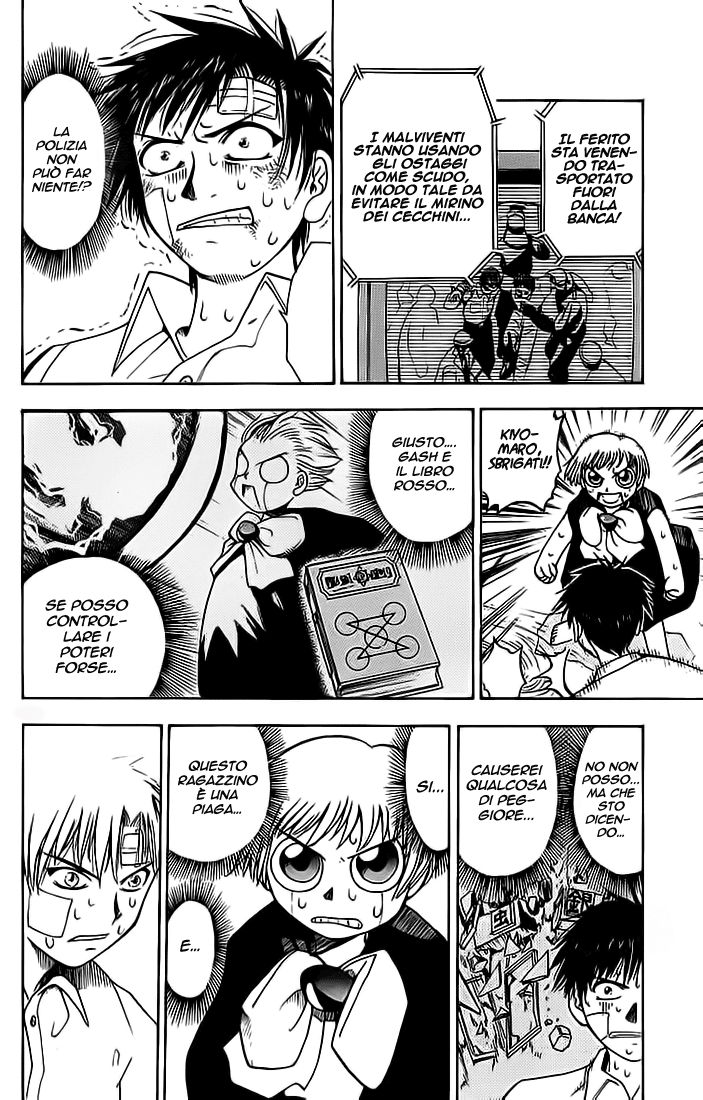 IL FERITO
STA VENEN-
DO TRA-
SPORTATO
FUORI
DALLA
BANCA!
I MALVIVENTI
STANNO USANDO
GLI OSTAGGI
COME SCUDO,
IN MODO TALE DA
EVITARE IL MIRINO
DEI CECCHINI...
LA
POLIZIA
NON
PUÒ FAR
NIENTE!?
KIYO-
MARO,
SBRIGATI!!
GIUSTO....
GASH E
IL LIBRO
ROSSO...
SE POSSO
CONTROL-
LARE I
POTERI
FORSE...
NO NON
POSSO...
MA CHE
STO
DICEN-
DO...
CAUSEREI
QUALCOSA
DI PEG-
GIORE...
SI...
QUESTO
RAGAZZINO
È UNA
PIAGA...
E...